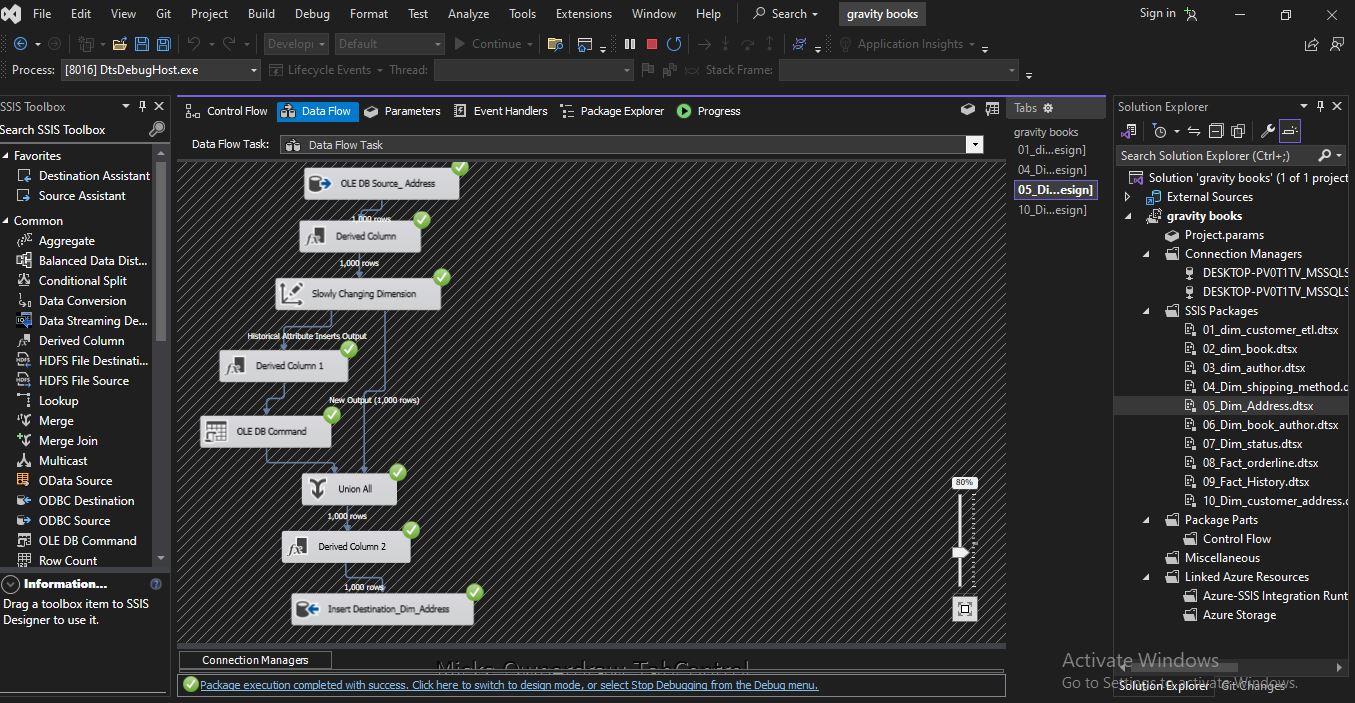 File Edit View Git Project Build Debug Format Test Analyze Tools Extensions Window Help Search gravity books Sign in
Developi Default Continue Application Insights
Process: [8016] DtsDebugHost.exe Lifecycle Events Thread: Stack Frame:
SSIS Toolbox
Search SSIS Toolbox
Favorites
Destination Assistant
Source Assistant
Common
Aggregate
Balanced Data Dist...
Conditional Split
Data Conversion
Data Streaming De...
Derived Column
HDFS File Destinati...
HDFS File Source
Lookup
Merge
Merge Join
Multicast
OData Source
ODBC Destination
ODBC Source
OLE DB Command
Row Count
Information...
Drag a toolbox item to SSIS
Designer to use it.
Control Flow Data Flow Parameters Event Handlers Package Explorer Progress
Data Flow Task: Data Flow Task
OLE DB Source_ Address
1,000 rows
Derived Column
1,000 rows
Slowly Changing Dimension
Historical Attribute Inserts Output
Derived Column 1
New Output (1,000 rows)
OLE DB Command
Union All
1,000 rows
Derived Column 2
1,000 rows
Insert Destination_Dim_Address
80%
Connection Managers
Package execution completed with success. Click here to switch to design mode, or select Stop Debugging from the Debug menu.
Tabs
gravity books
01_di...esign]
04_Di...esign]
05_Di...esign]
10_Di...esign]
Solution Explorer
Search Solution Explorer (Ctrl+;)
Solution 'gravity books' (1 of 1 project
External Sources
gravity books
Project.params
Connection Managers
DESKTOP-PV0T1TV_MSSQLS
DESKTOP-PV0T1TV_MSSQLS
SSIS Packages
01_dim_customer_etl.dtsx
02_dim_book.dtsx
03_dim_author.dtsx
04_Dim_shipping_method.d
05_Dim_Address.dtsx
06_Dim_book_author.dtsx
07_Dim_status.dtsx
08_Fact_orderline.dtsx
09_Fact_History.dtsx
10_Dim_customer_address.d
Package Parts
Control Flow
Miscellaneous
Linked Azure Resources
Azure-SSIS Integration Runt
Azure Storage
Activate Windows
Go to Settings to activate Windows.
Solution Explorer Git Changes